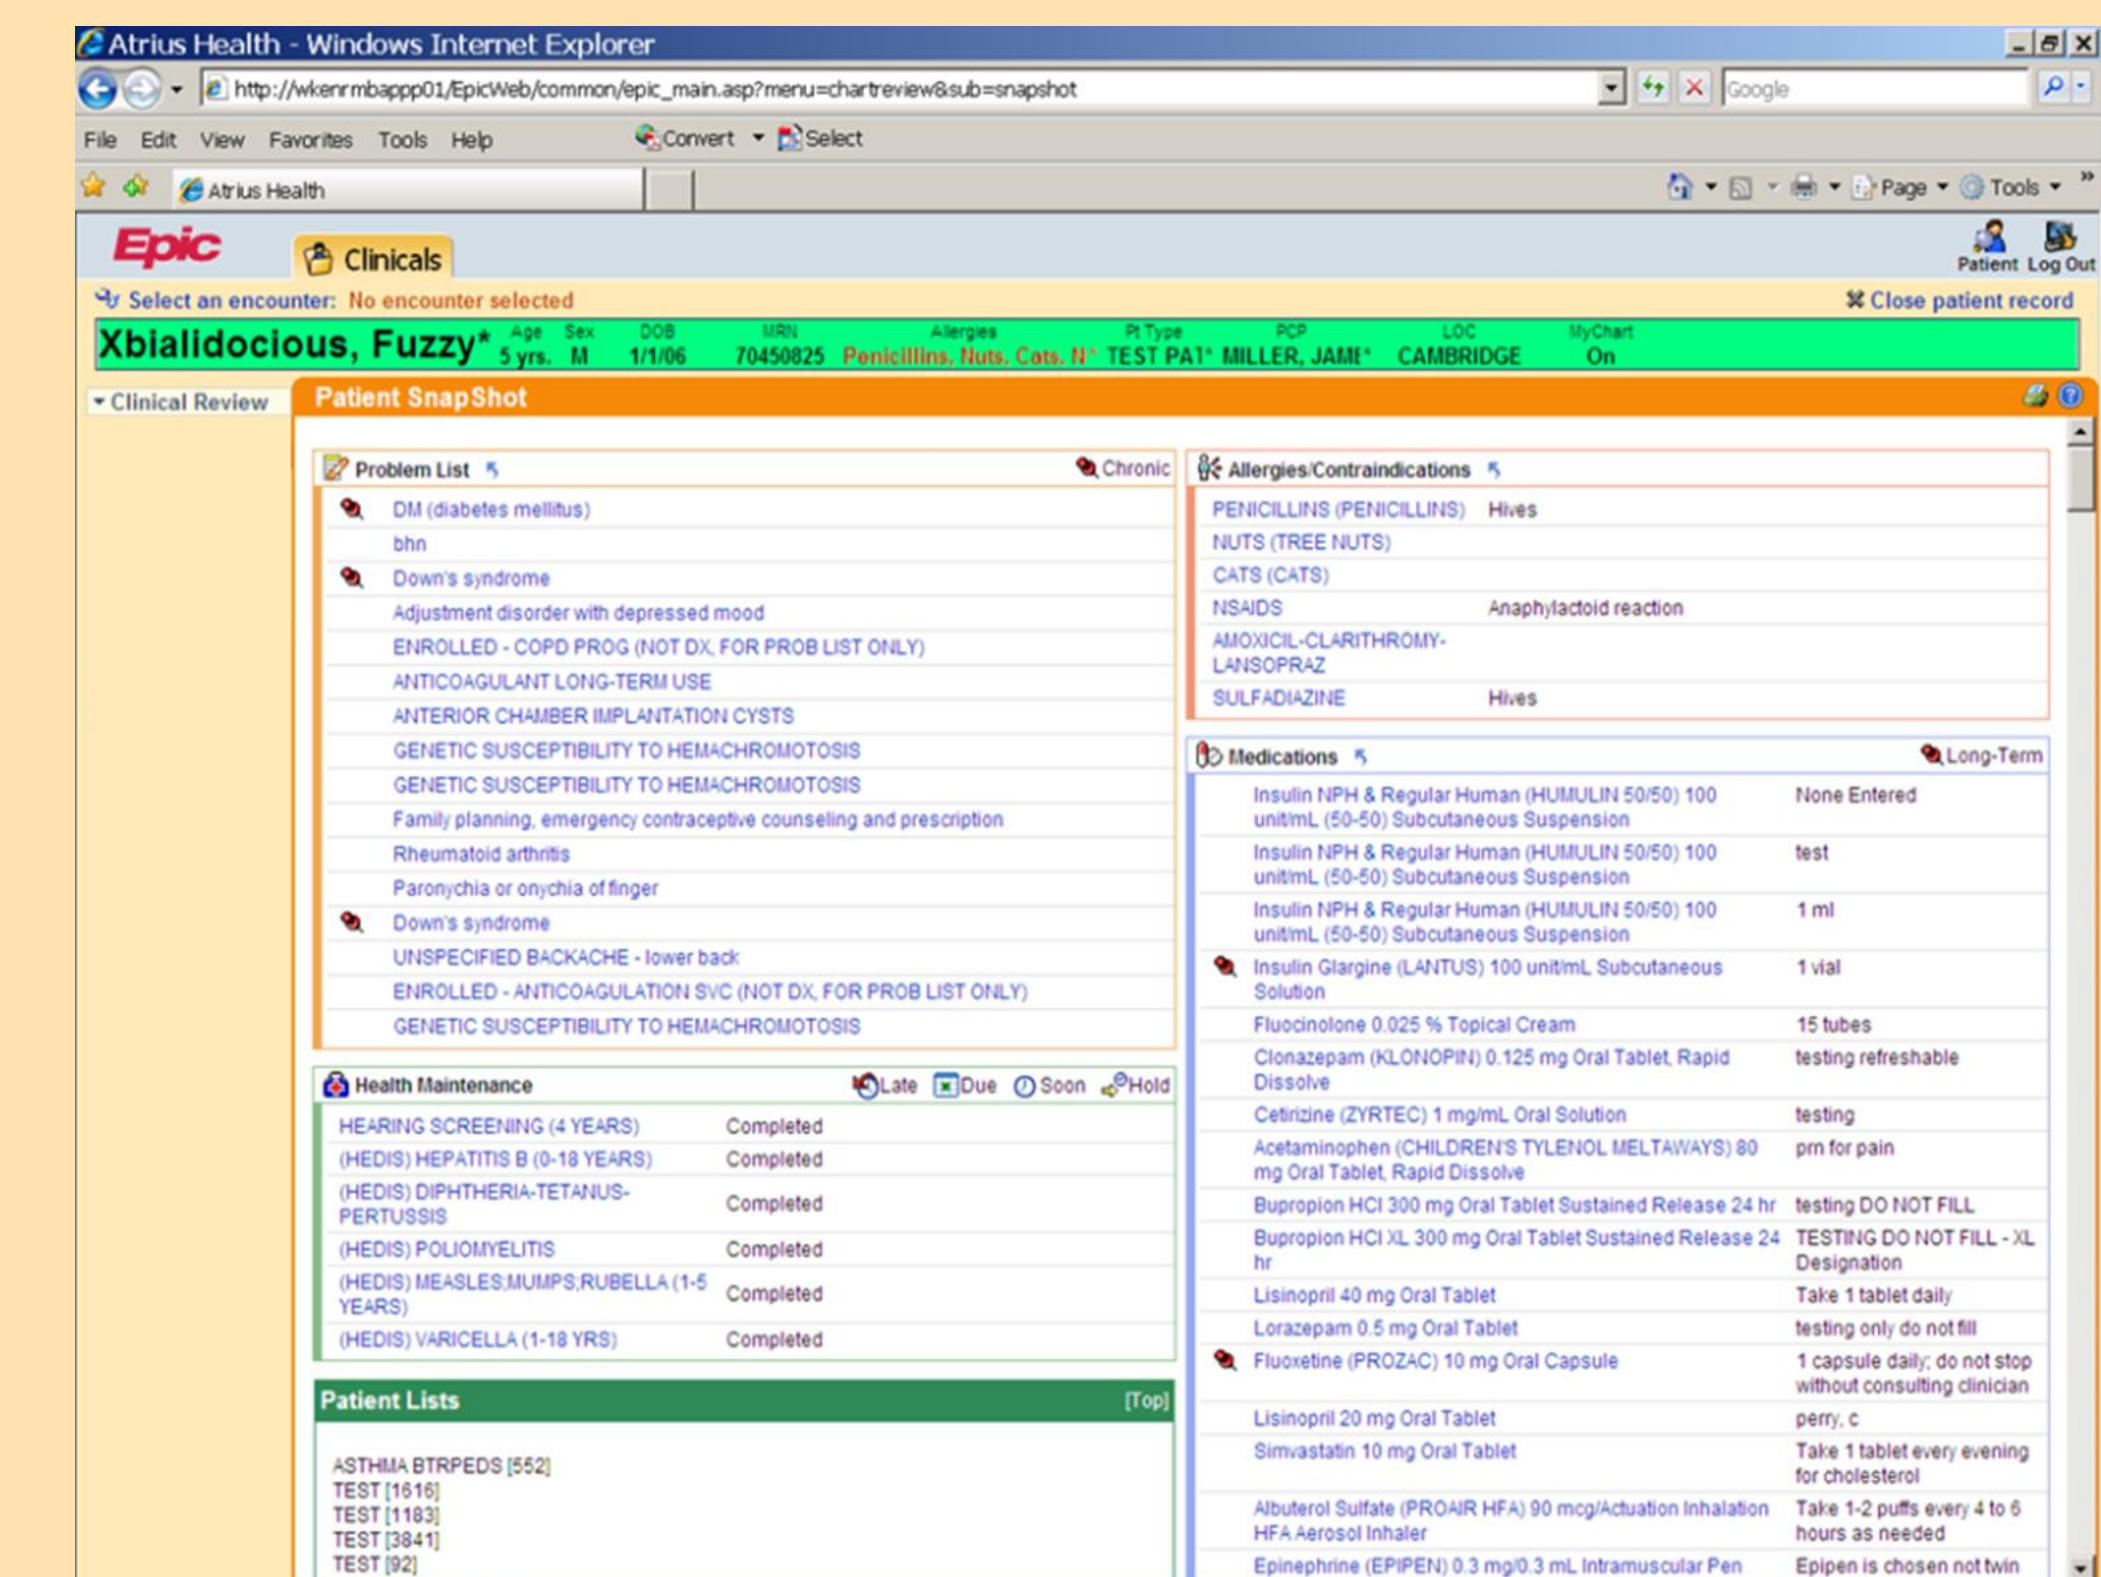 Atrius Health - Windows Internet Explorer
http://wkenrmbappp01/EpicWeb/common/epic_main.asp?menu=chartreview&sub=snapshot
Google
File Edit View Favorites Tools Help Convert Select
Atrius Health
Page Tools »
Epic
Clinicals
Patient Log Out
Select an encounter: No encounter selected
Close patient record
Xbialidocious, Fuzzy*
Age Sex DOB MRN Allergies Pt Type PCP LOC MyChart
5 yrs. M 1/1/06 70450825 Penicillins, Nuts, Cats, N* TEST PAT* MILLER, JAME* CAMBRIDGE On
Clinical Review
Patient SnapShot
Problem List Chronic
DM (diabetes mellitus)
bhn
Down's syndrome
Adjustment disorder with depressed mood
ENROLLED - COPD PROG (NOT DX, FOR PROB LIST ONLY)
ANTICOAGULANT LONG-TERM USE
ANTERIOR CHAMBER IMPLANTATION CYSTS
GENETIC SUSCEPTIBILITY TO HEMACHROMOTOSIS
GENETIC SUSCEPTIBILITY TO HEMACHROMOTOSIS
Family planning, emergency contraceptive counseling and prescription
Rheumatoid arthritis
Paronychia or onychia of finger
Down's syndrome
UNSPECIFIED BACKACHE - lower back
ENROLLED - ANTICOAGULATION SVC (NOT DX, FOR PROB LIST ONLY)
GENETIC SUSCEPTIBILITY TO HEMACHROMOTOSIS
Health Maintenance Late Due Soon Hold
HEARING SCREENING (4 YEARS) Completed
(HEDIS) HEPATITIS B (0-18 YEARS) Completed
(HEDIS) DIPHTHERIA-TETANUS-
PERTUSSIS Completed
(HEDIS) POLIOMYELITIS Completed
(HEDIS) MEASLES;MUMPS;RUBELLA (1-5
YEARS) Completed
(HEDIS) VARICELLA (1-18 YRS) Completed
Patient Lists [Top]
ASTHMA BTRPEDS [552]
TEST [1616]
TEST [1183]
TEST [3841]
TEST [92]
Allergies/Contraindications
PENICILLINS (PENICILLINS) Hives
NUTS (TREE NUTS)
CATS (CATS)
NSAIDS Anaphylactoid reaction
AMOXICIL-CLARITHROMY-
LANSOPRAZ
SULFADIAZINE Hives
Medications Long-Term
Insulin NPH & Regular Human (HUMULIN 50/50) 100 None Entered
unit/mL (50-50) Subcutaneous Suspension
Insulin NPH & Regular Human (HUMULIN 50/50) 100 test
unit/mL (50-50) Subcutaneous Suspension
Insulin NPH & Regular Human (HUMULIN 50/50) 100 1 ml
unit/mL (50-50) Subcutaneous Suspension
Insulin Glargine (LANTUS) 100 unit/mL Subcutaneous 1 vial
Solution
Fluocinolone 0.025 % Topical Cream 15 tubes
Clonazepam (KLONOPIN) 0.125 mg Oral Tablet, Rapid testing refreshable
Dissolve
Cetirizine (ZYRTEC) 1 mg/mL Oral Solution testing
Acetaminophen (CHILDREN'S TYLENOL MELTAWAYS) 80 prn for pain
mg Oral Tablet, Rapid Dissolve
Bupropion HCl 300 mg Oral Tablet Sustained Release 24 hr testing DO NOT FILL
Bupropion HCl XL 300 mg Oral Tablet Sustained Release 24 TESTING DO NOT FILL - XL
hr Designation
Lisinopril 40 mg Oral Tablet Take 1 tablet daily
Lorazepam 0.5 mg Oral Tablet testing only do not fill
Fluoxetine (PROZAC) 10 mg Oral Capsule 1 capsule daily; do not stop
without consulting clinician
Lisinopril 20 mg Oral Tablet perry, c
Simvastatin 10 mg Oral Tablet Take 1 tablet every evening
for cholesterol
Albuterol Sulfate (PROAIR HFA) 90 mcg/Actuation Inhalation Take 1-2 puffs every 4 to 6
HFA Aerosol Inhaler hours as needed
Epinephrine (EPIPEN) 0.3 mg/0.3 mL Intramuscular Pen Epipen is chosen not twin